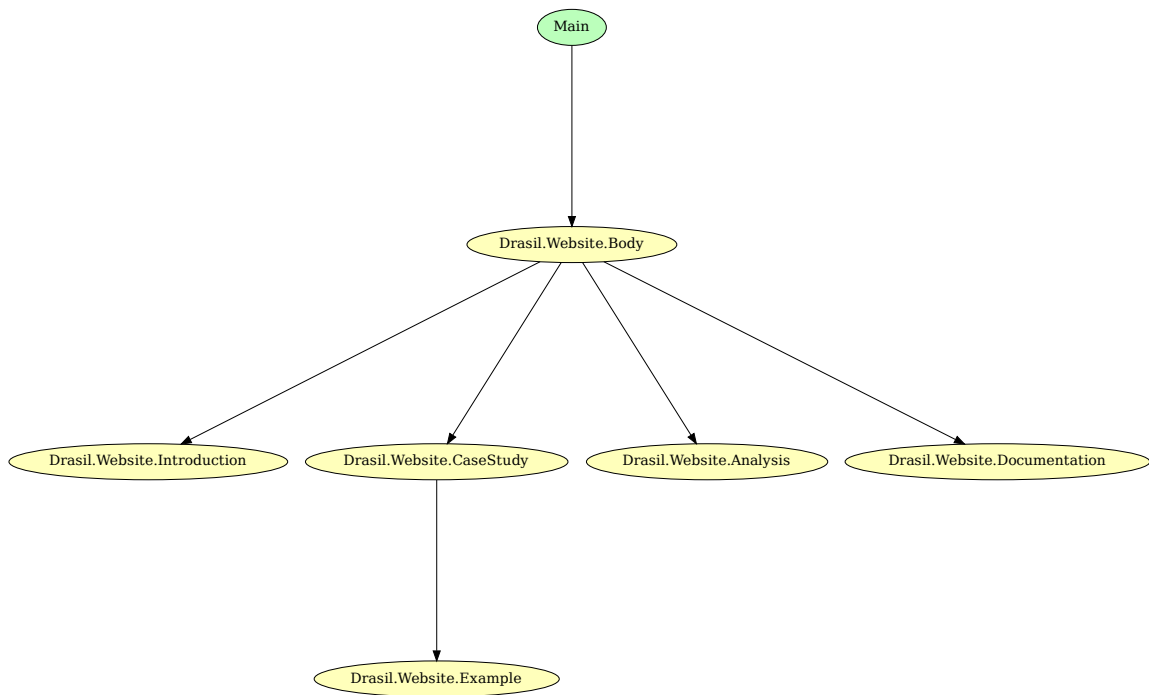 Main
Drasil.Website.Body
Drasil.Website.Introduction
Drasil.Website.CaseStudy
Drasil.Website.Analysis
Drasil.Website.Documentation
Drasil.Website.Example